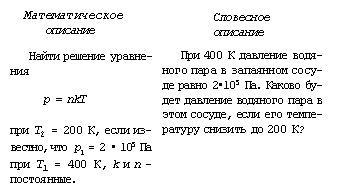 Математическое
описание
Найти решение уравне-
ния
p = nkT
при T₂ = 200 К, если из-
вестно, что p₁ = 2 • 10⁵ Па
при T₁ = 400 К, k и n -
постоянные.
Словесное
описание
При 400 К давление водя-
ного пара в запаянном сосу-
де равно 2•10⁵ Па. Каково бу-
дет давление водяного пара в
этом сосуде, если его темпе-
ратуру снизить до 200 К?